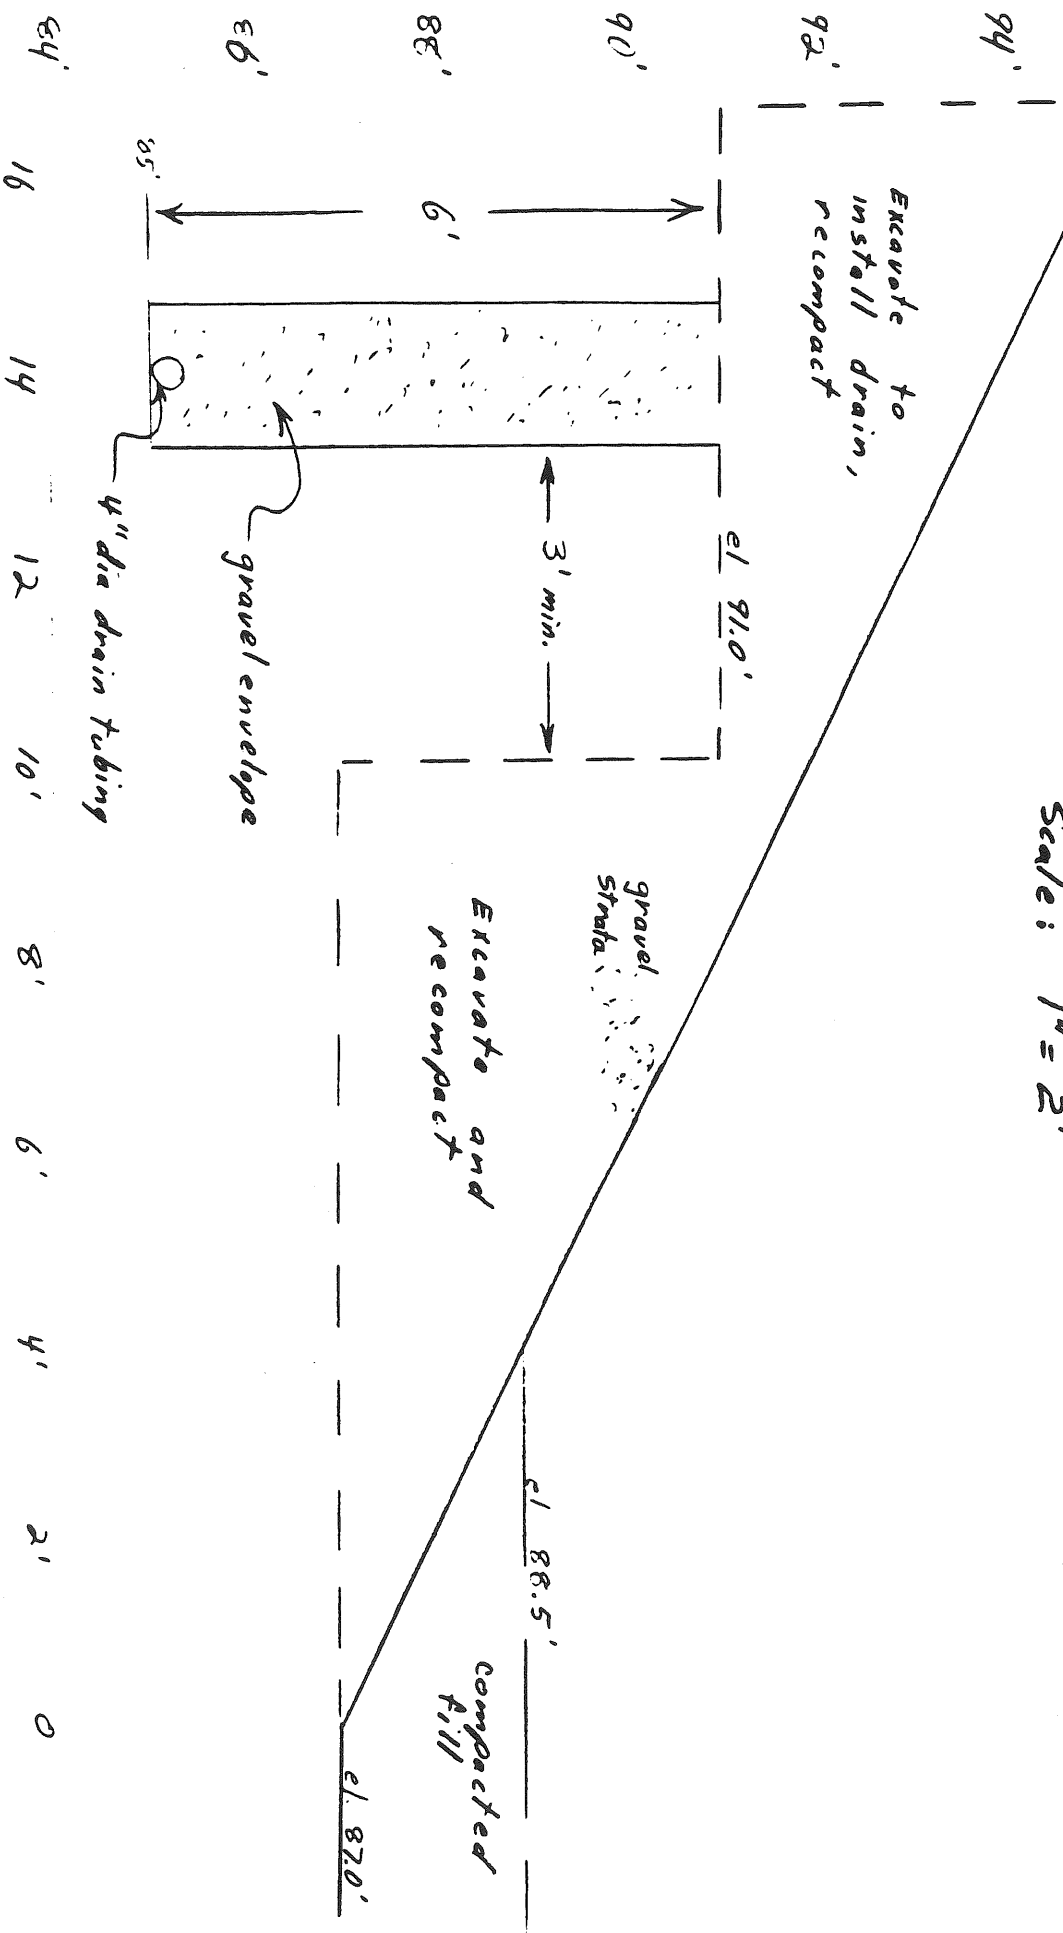 Scale: 1" = 2'
94'
92'
90'
88'
86'
84'
Excavate to
install drain,
recompact
el 91.0'
6'
85'
3' min.
gravel
strata
gravel envelope
4" dia drain tubing
Excavate and
recompact
el 88.5'
compacted
fill
el. 87.0'
16
14
12
10'
8'
6'
4'
2'
0